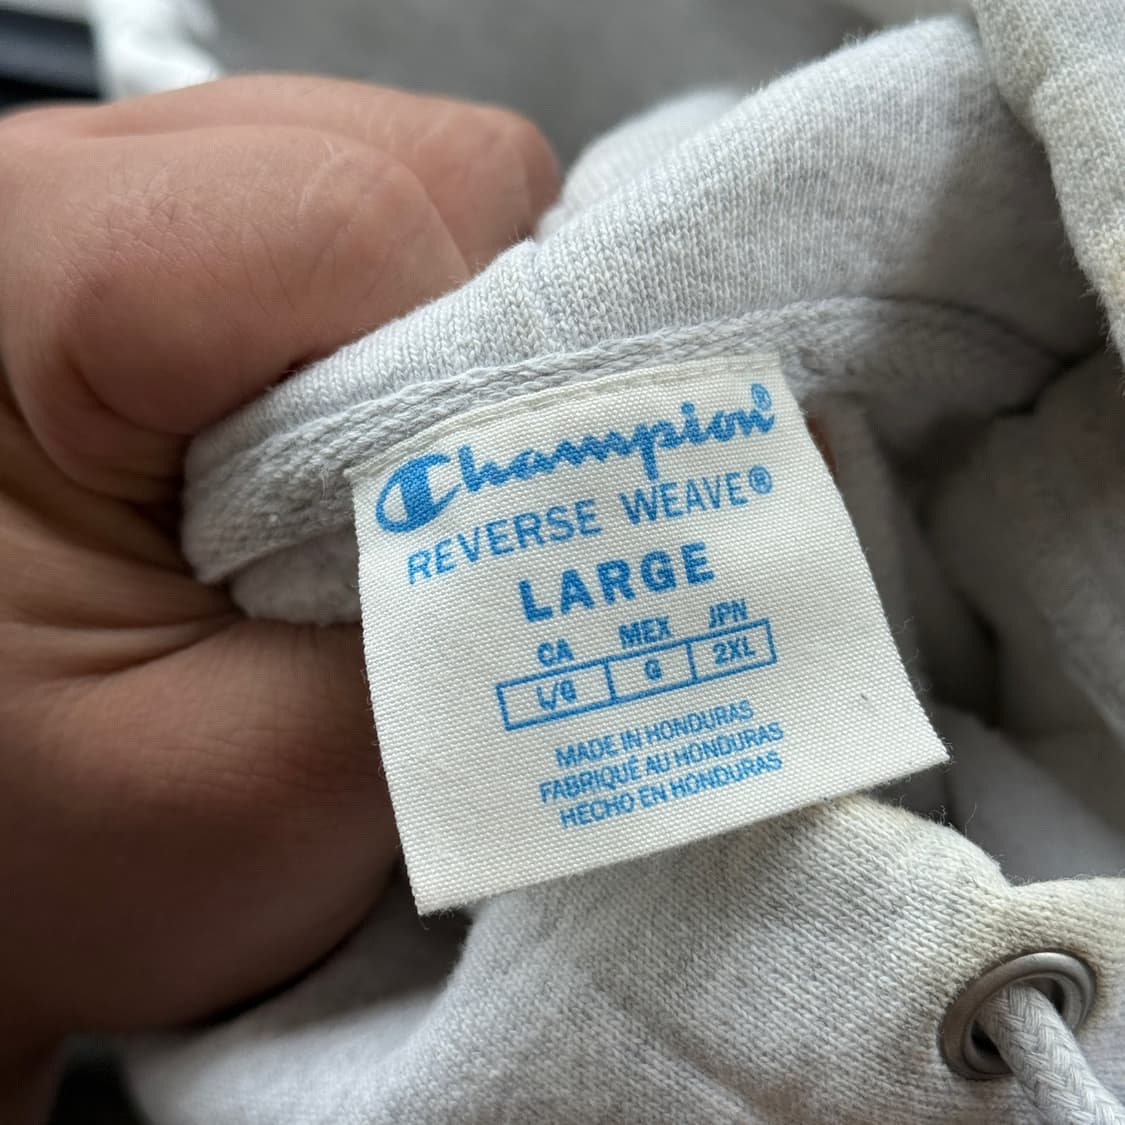 Champion®
REVERSE WEAVE®
LARGE
CA MEX JPN
L/G G 2XL
MADE IN HONDURAS
FABRIQUÉ AU HONDURAS
HECHO EN HONDURAS